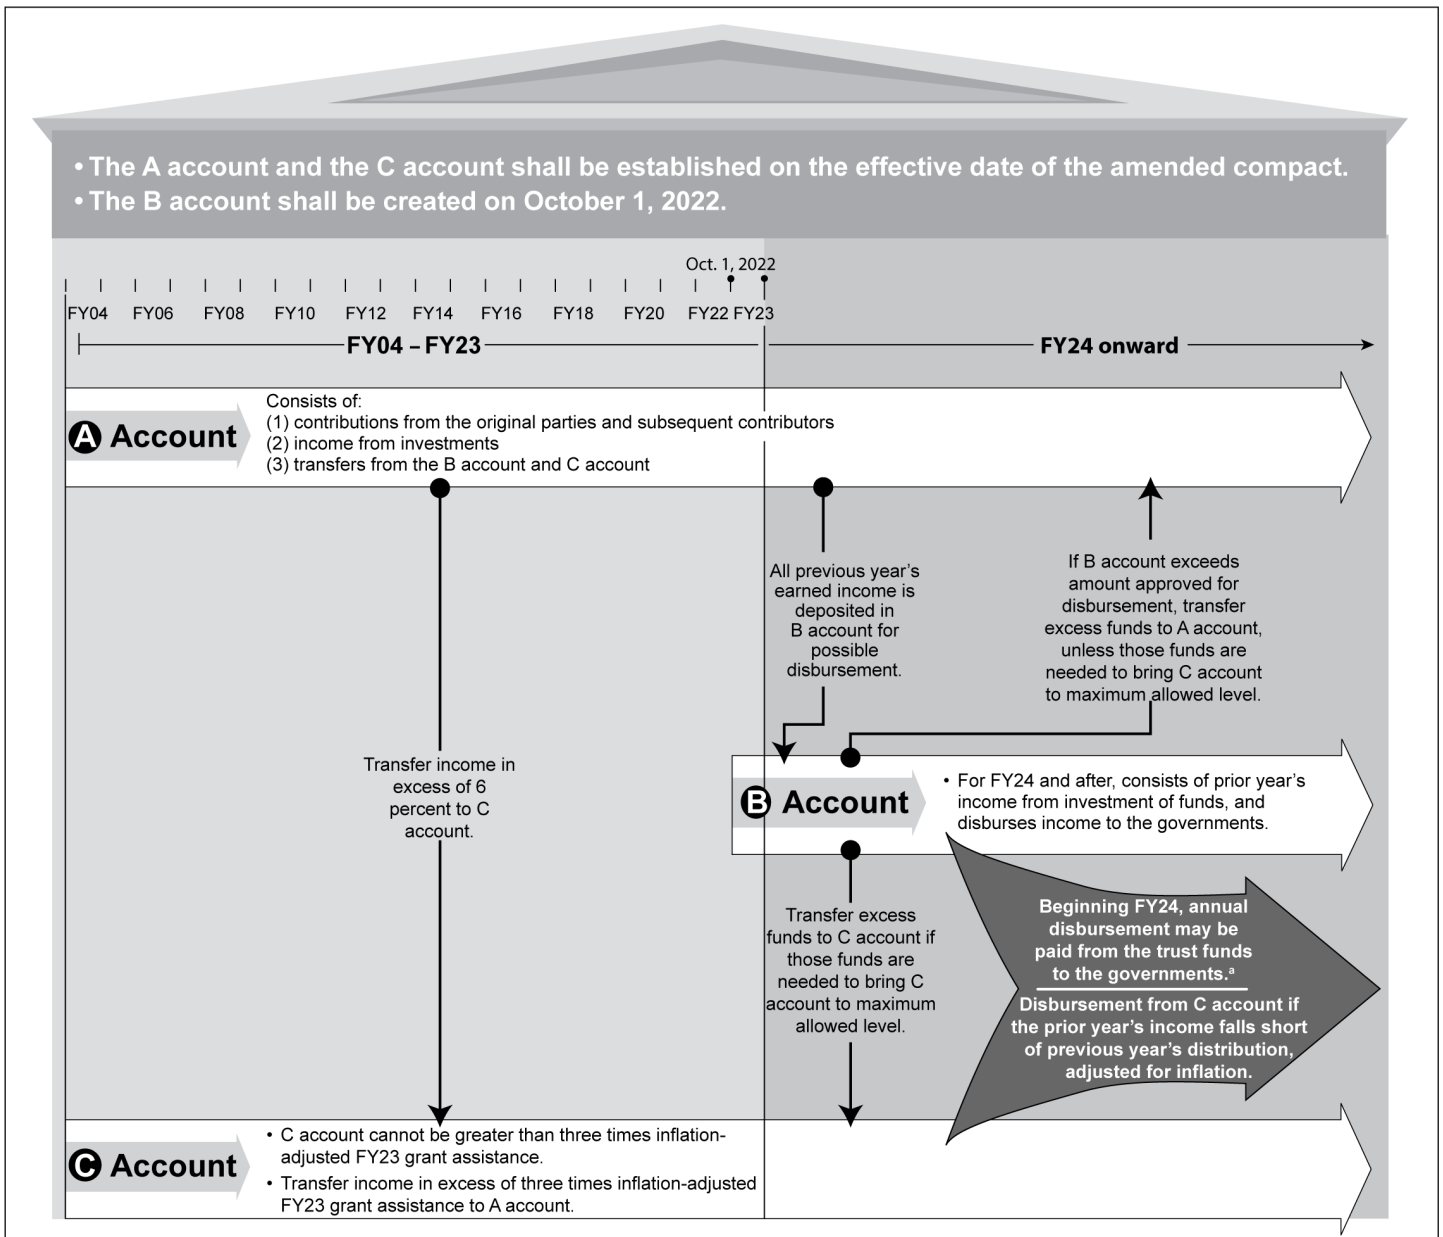 • The A account and the C account shall be established on the effective date of the amended compact.
• The B account shall be created on October 1, 2022.
Oct. 1, 2022
FY04 FY06 FY08 FY10 FY12 FY14 FY16 FY18 FY20 FY22 FY23
FY04 – FY23
FY24 onward
A Account
Consists of:
(1) contributions from the original parties and subsequent contributors
(2) income from investments
(3) transfers from the B account and C account
Transfer income in
excess of 6
percent to C
account.
All previous year’s
earned income is
deposited in
B account for
possible
disbursement.
If B account exceeds
amount approved for
disbursement, transfer
excess funds to A account,
unless those funds are
needed to bring C account
to maximum allowed level.
B Account
• For FY24 and after, consists of prior year’s
income from investment of funds, and
disburses income to the governments.
Transfer excess
funds to C account if
those funds are
needed to bring C
account to maximum
allowed level.
Beginning FY24, annual
disbursement may be
paid from the trust funds
to the governments.ᵃ
Disbursement from C account if
the prior year’s income falls short
of previous year’s distribution,
adjusted for inflation.
C Account
• C account cannot be greater than three times inflation-
adjusted FY23 grant assistance.
• Transfer income in excess of three times inflation-adjusted
FY23 grant assistance to A account.